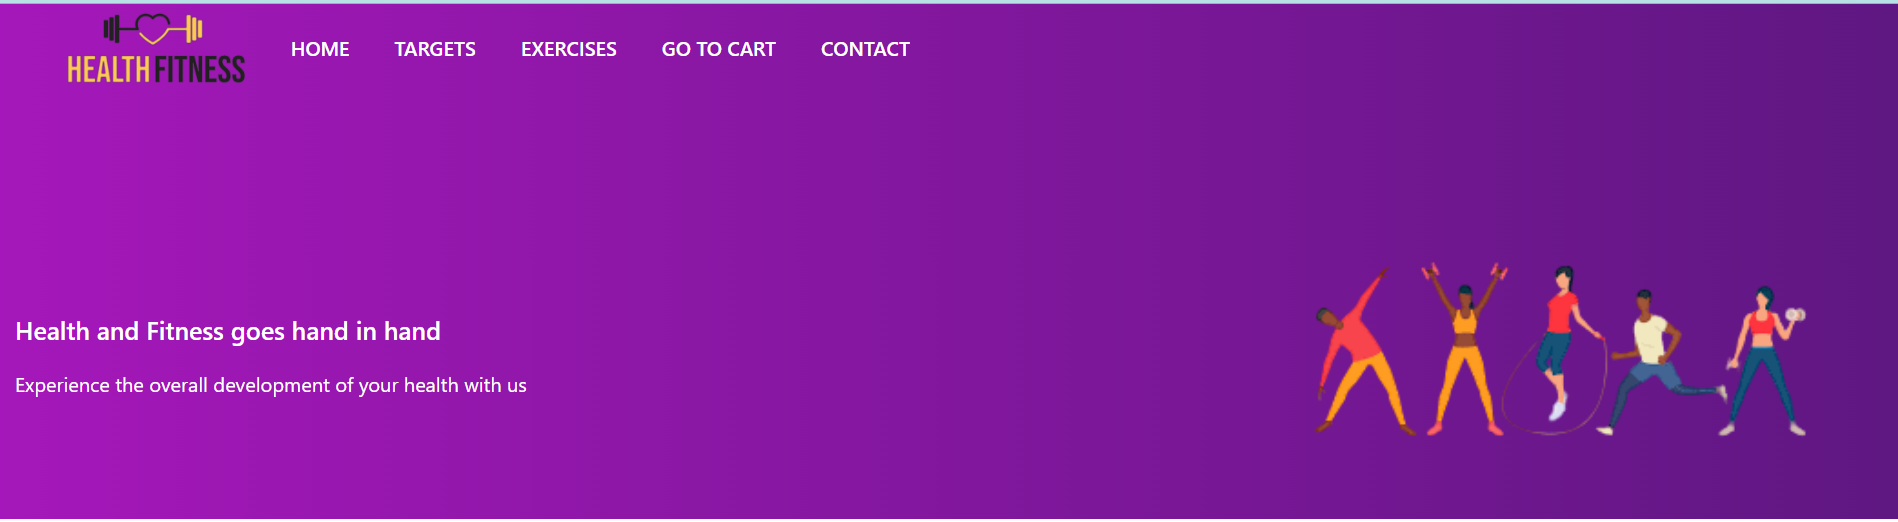 HEALTH FITNESS
HOME TARGETS EXERCISES GO TO CART CONTACT
Health and Fitness goes hand in hand
Experience the overall development of your health with us